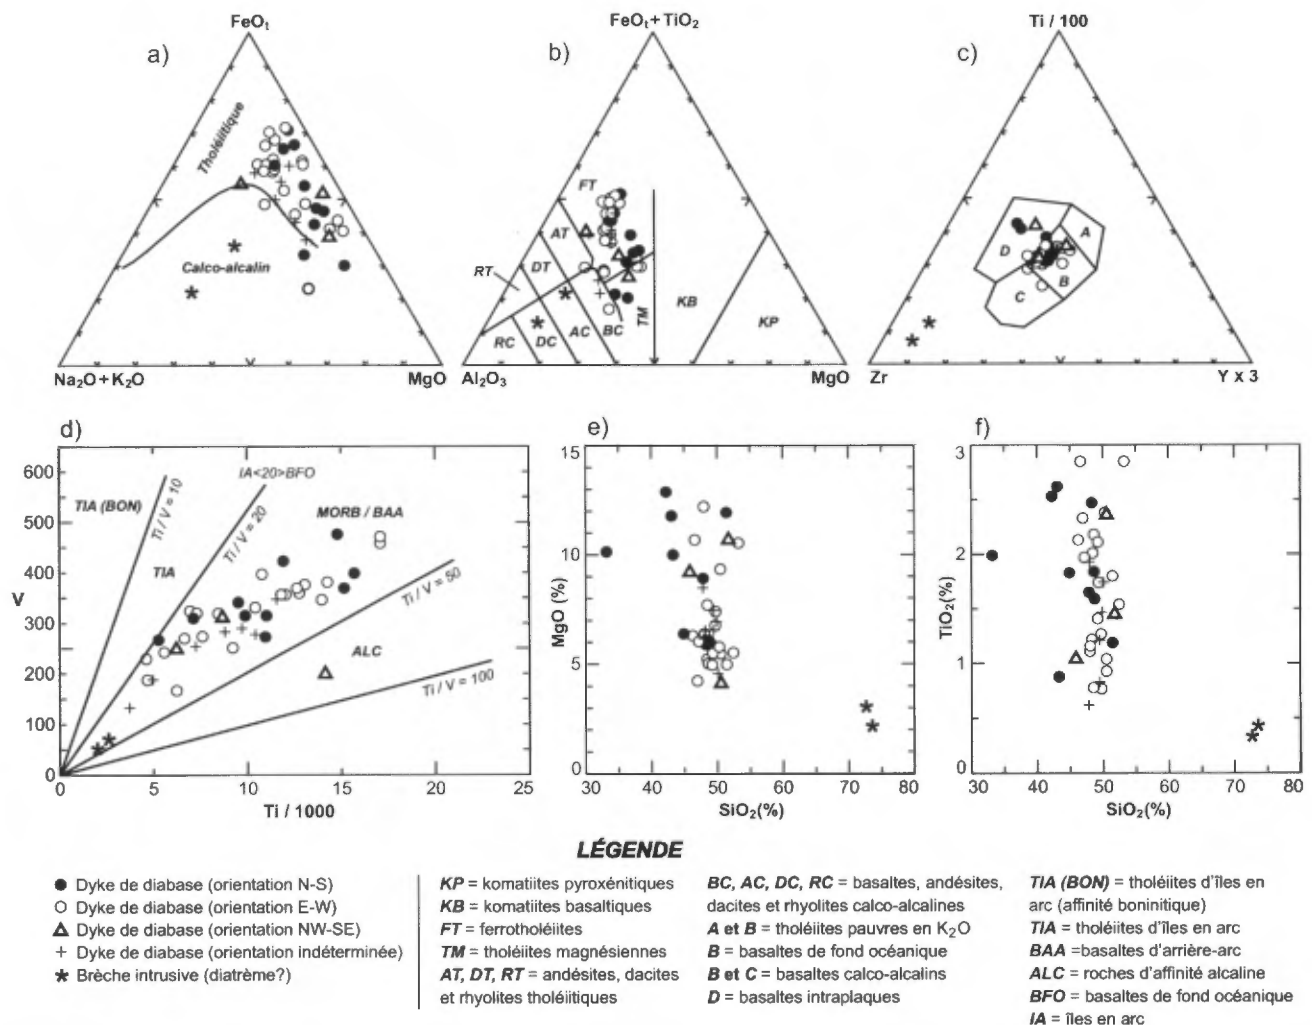 a)
FeOt
Tholéiitique
Calco-alcalin
Na2O + K2O
MgO
b)
FeOt + TiO2
FT
AT
DT
RT
RC
DC
AC
BC
TM
KB
KP
Al2O3
MgO
c)
Ti / 100
D
A
B
C
Zr
Y x 3
d)
V
600
500
400
300
200
100
0
TIA (BON)
Ti / V = 10
IA<20>BFO
Ti / V = 20
TIA
MORB / BAA
Ti / V = 50
ALC
Ti / V = 100
0
5
10
15
20
25
Ti / 1000
e)
MgO (%)
15
10
5
0
30
40
50
60
70
80
SiO2(%)
f)
TiO2(%)
3
2
1
0
30
40
50
60
70
80
SiO2(%)
LÉGENDE
Dyke de diabase (orientation N-S)
Dyke de diabase (orientation E-W)
Dyke de diabase (orientation NW-SE)
Dyke de diabase (orientation indéterminée)
Brèche intrusive (diatrème?)
KP = komatiites pyroxénitiques
KB = komatiites basaltiques
FT = ferrotholéiites
TM = tholéiites magnésiennes
AT, DT, RT = andésites, dacites
et rhyolites tholéiitiques
BC, AC, DC, RC = basaltes, andésites,
dacites et rhyolites calco-alcalines
A et B = tholéiites pauvres en K2O
B = basaltes de fond océanique
B et C = basaltes calco-alcalins
D = basaltes intraplaques
TIA (BON) = tholéiites d'îles en
arc (affinité boninitique)
TIA = tholéiites d'îles en arc
BAA =basaltes d'arrière-arc
ALC = roches d'affinité alcaline
BFO = basaltes de fond océanique
IA = îles en arc